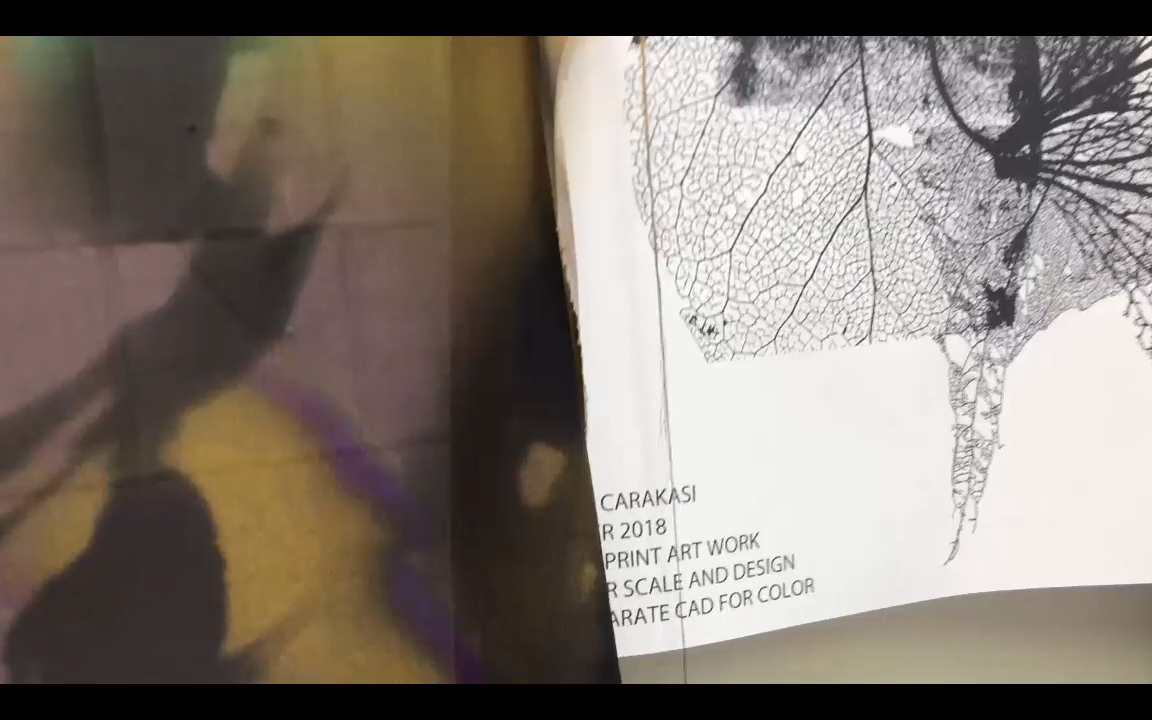 CARAKASI
R 2018
PRINT ART WORK
R SCALE AND DESIGN
ARATE CAD FOR COLOR